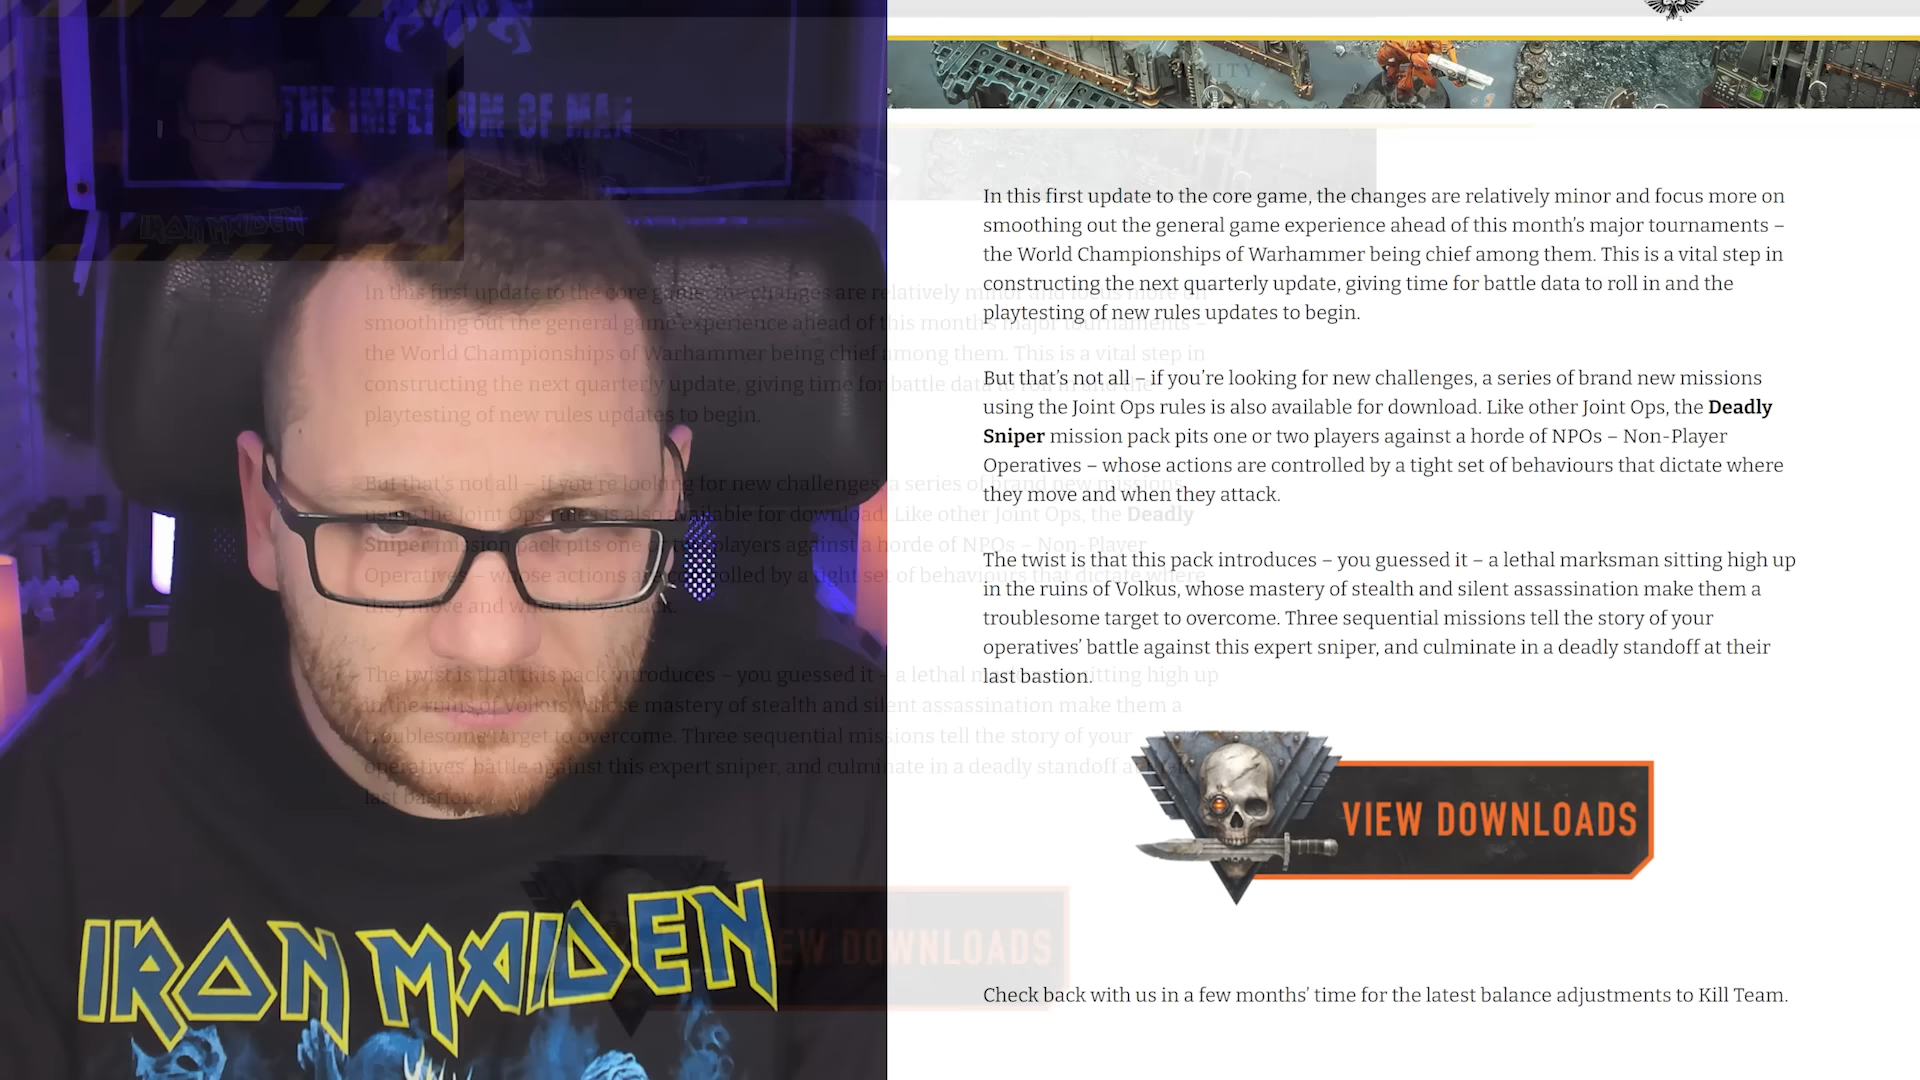 THE IMPERIUM OF MAN
IRON MAIDEN
In this first update to the core game, the changes are relatively minor and focus more on
smoothing out the general game experience ahead of this month’s major tournaments –
the World Championships of Warhammer being chief among them. This is a vital step in
constructing the next quarterly update, giving time for battle data to roll in and the
playtesting of new rules updates to begin.
But that’s not all – if you’re looking for new challenges, a series of brand new missions
using the Joint Ops rules is also available for download. Like other Joint Ops, the Deadly
Sniper mission pack pits one or two players against a horde of NPOs – Non-Player
Operatives – whose actions are controlled by a tight set of behaviours that dictate where
they move and when they attack.
The twist is that this pack introduces – you guessed it – a lethal marksman sitting high up
in the ruins of Volkus, whose mastery of stealth and silent assassination make them a
troublesome target to overcome. Three sequential missions tell the story of your
operatives’ battle against this expert sniper, and culminate in a deadly standoff at their
last bastion.
VIEW DOWNLOADS
Check back with us in a few months’ time for the latest balance adjustments to Kill Team.
IRON MAIDEN